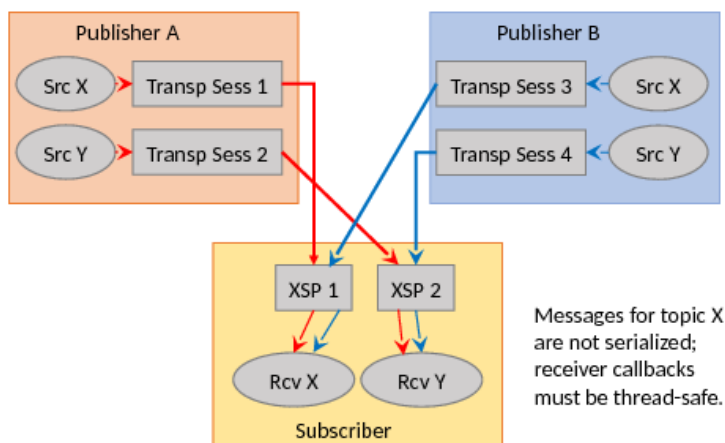 Publisher A
Publisher B
Src X
Transp Sess 1
Transp Sess 3
Src X
Src Y
Transp Sess 2
Transp Sess 4
Src Y
XSP 1
XSP 2
Messages for topic X
are not serialized;
receiver callbacks
must be thread-safe.
Rcv X
Rcv Y
Subscriber